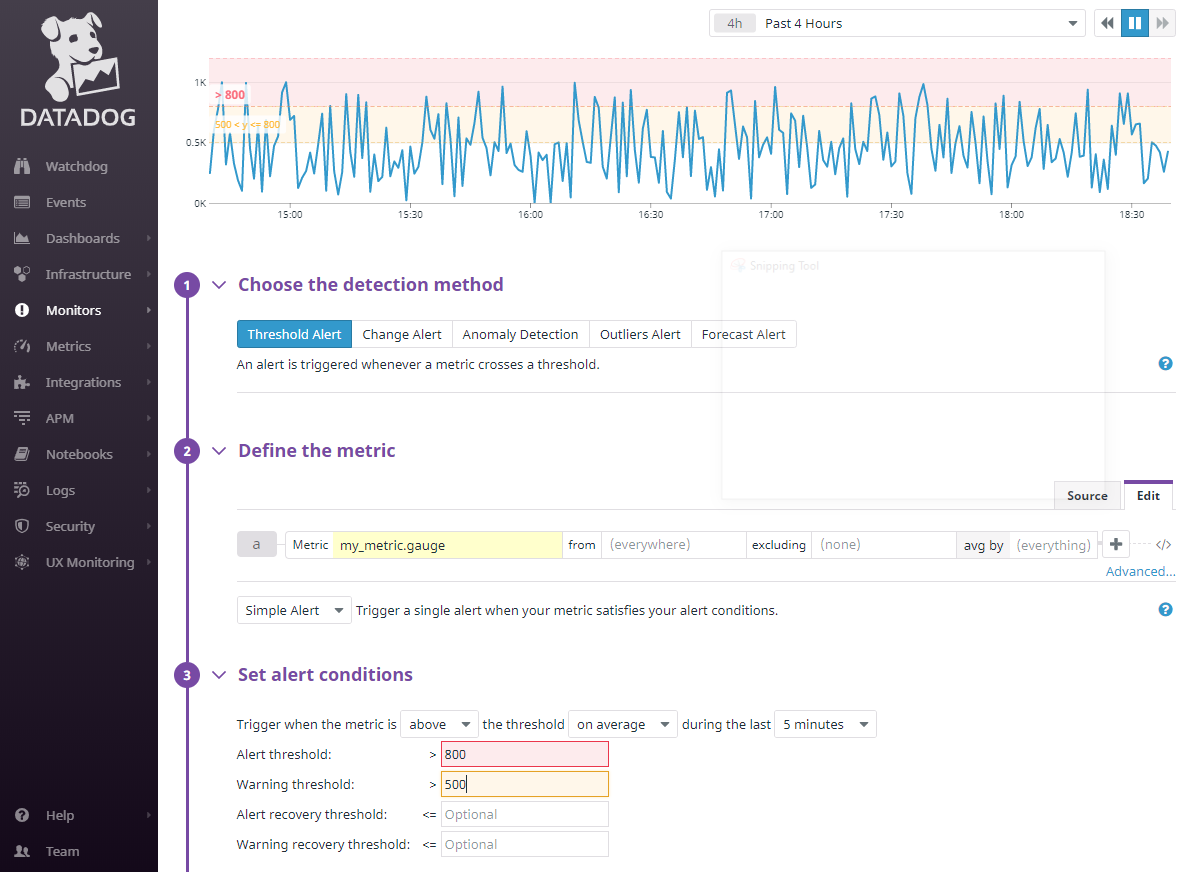 DATADOG
Watchdog
Events
Dashboards
Infrastructure
Monitors
Metrics
Integrations
APM
Notebooks
Logs
Security
UX Monitoring
Help
Team
4h Past 4 Hours
1K
> 800
500 < y <= 800
0.5K
0K
15:00 15:30 16:00 16:30 17:00 17:30 18:00 18:30
Snipping Tool
1 Choose the detection method
Threshold Alert Change Alert Anomaly Detection Outliers Alert Forecast Alert
An alert is triggered whenever a metric crosses a threshold. ?
2 Define the metric
Source Edit
a Metric my_metric.gauge from (everywhere) excluding (none) avg by (everything) + </>
Advanced...
Simple Alert Trigger a single alert when your metric satisfies your alert conditions. ?
3 Set alert conditions
Trigger when the metric is above the threshold on average during the last 5 minutes
Alert threshold: > 800
Warning threshold: > 500
Alert recovery threshold: <= Optional
Warning recovery threshold: <= Optional